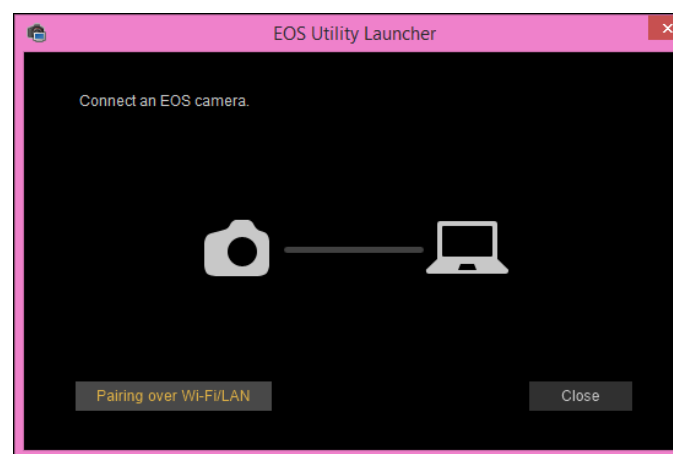 EOS Utility Launcher
Connect an EOS camera.
Pairing over Wi-Fi/LAN
Close